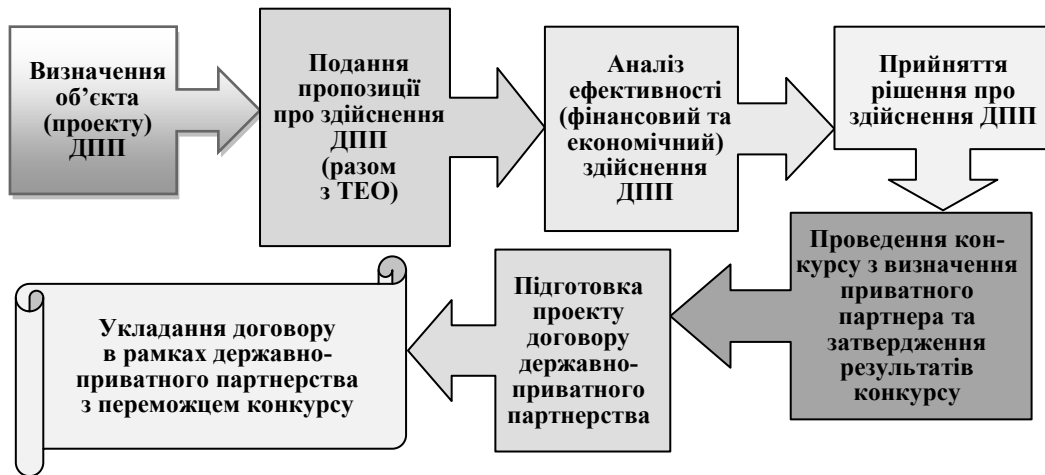 Визначення
об’єкта
(проекту)
ДПП
Подання
пропозиції
про здійснення
ДПП
(разом
з ТЕО)
Аналіз
ефективності
(фінансовий та
економічний)
здійснення
ДПП
Прийняття
рішення про
здійснення ДПП
Проведення кон-
курсу з визначення
приватного
партнера та
затвердження
результатів
конкурсу
Підготовка
проекту
договору
державно-
приватного
партнерства
Укладання договору
в рамках державно-
приватного партнерства
з переможцем конкурсу